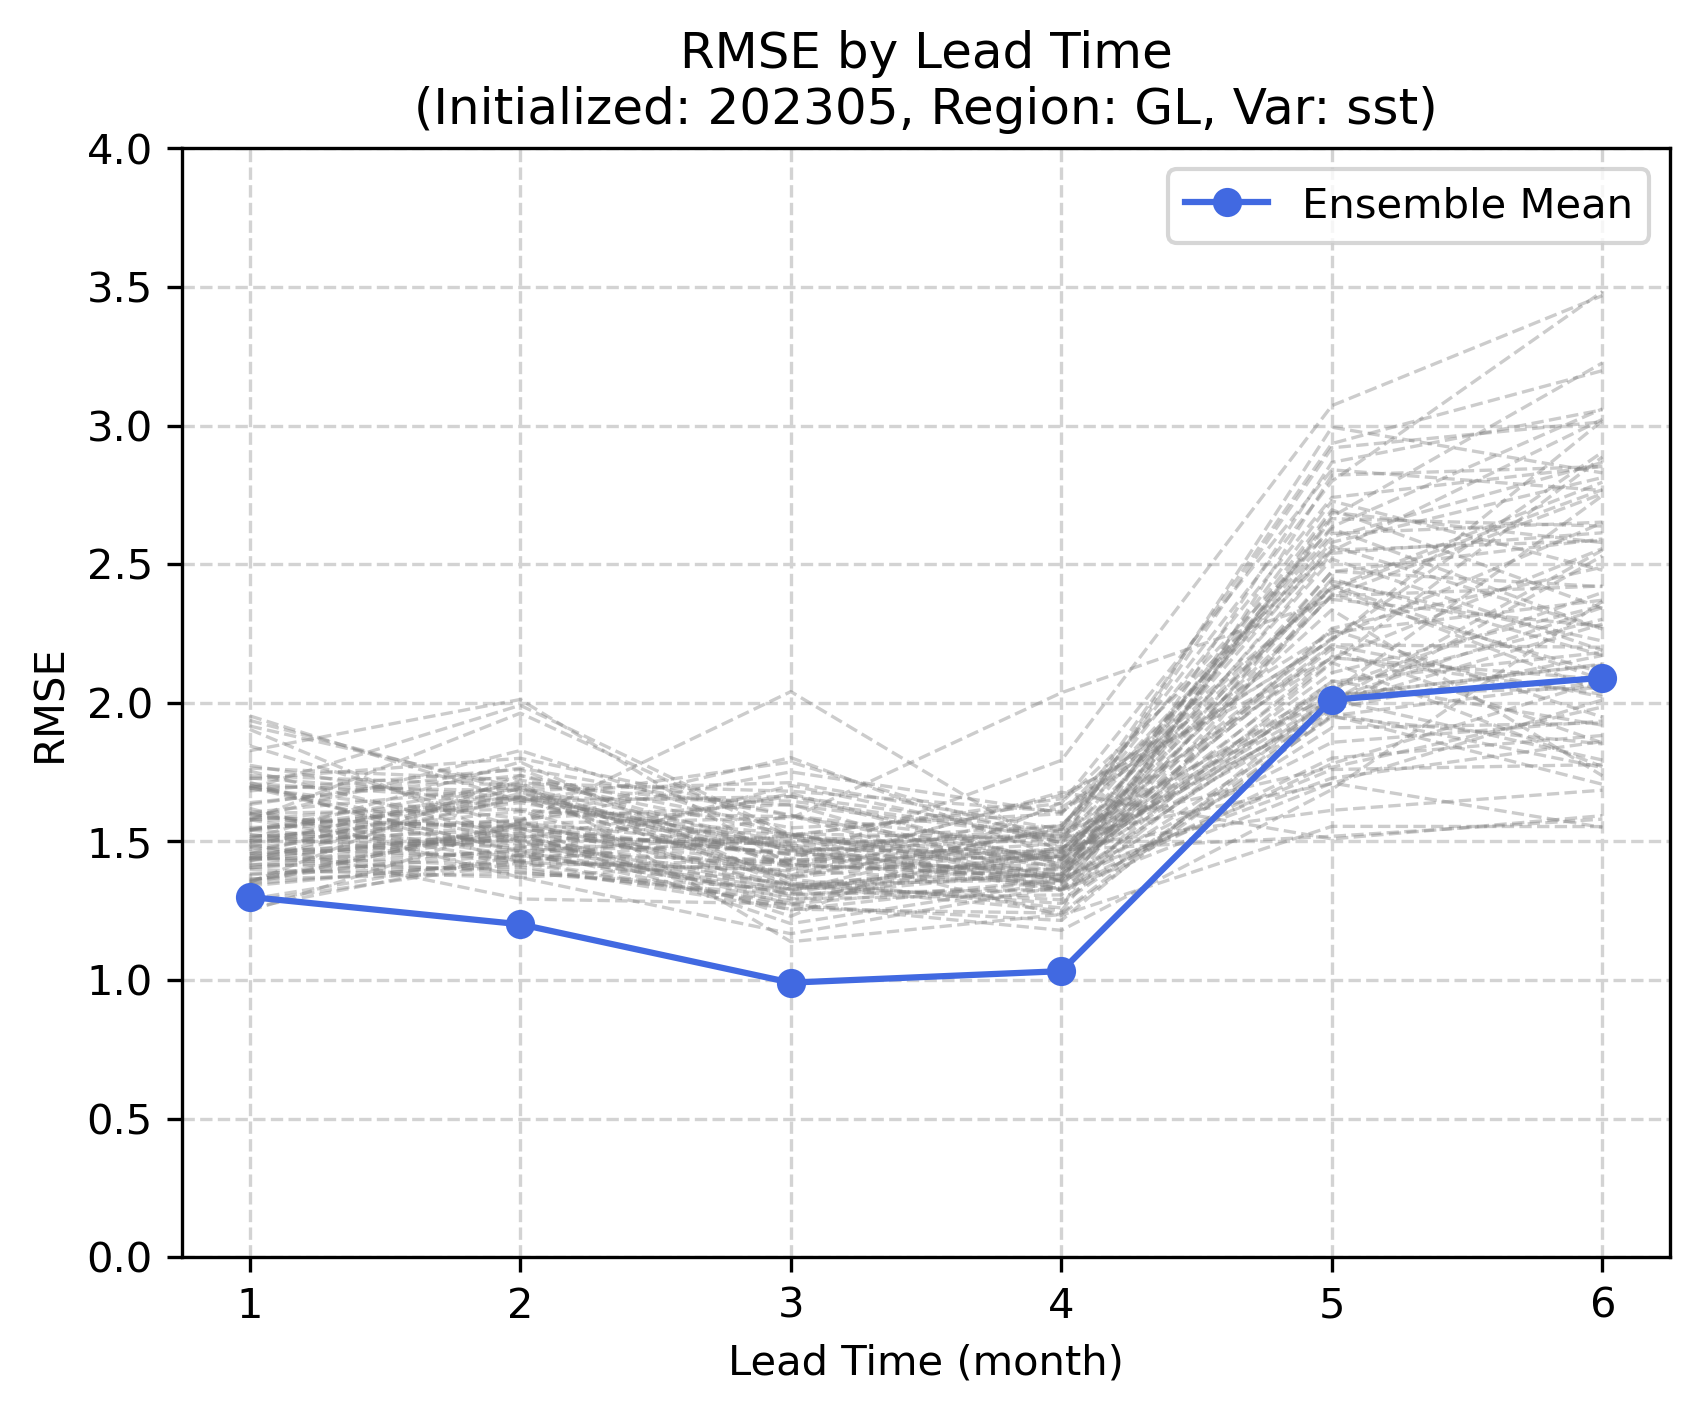 RMSE by Lead Time
(Initialized: 202305, Region: GL, Var: sst)
Ensemble Mean
4.0
3.5
3.0
2.5
2.0
1.5
1.0
0.5
0.0
RMSE
1 2 3 4 5 6
Lead Time (month)